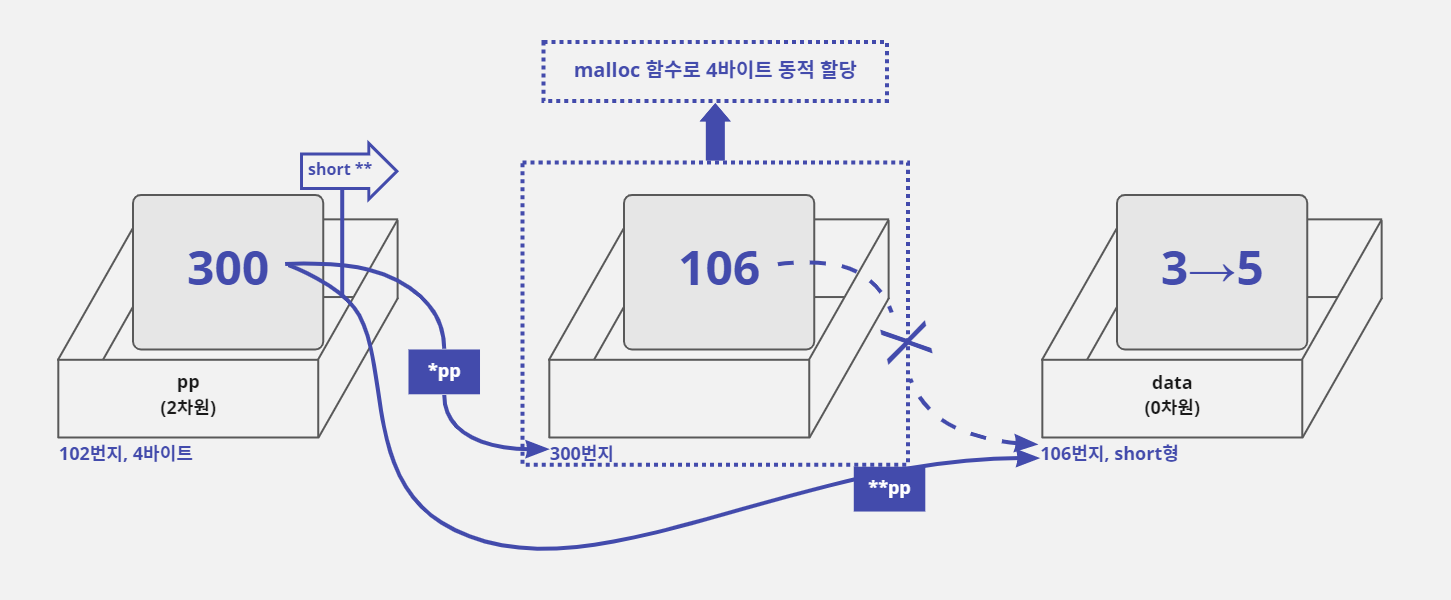 malloc 함수로 4바이트 동적 할당
short **
300
106
3→5
*pp
pp
(2차원)
data
(0차원)
102번지, 4바이트
300번지
106번지, short형
**pp